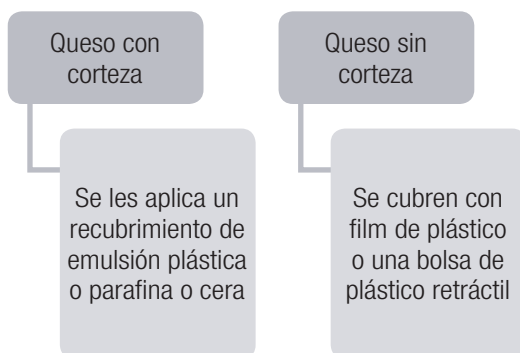 Queso con
corteza
Se les aplica un
recubrimiento de
emulsión plástica
o parafina o cera
Queso sin
corteza
Se cubren con
film de plástico
o una bolsa de
plástico retráctil